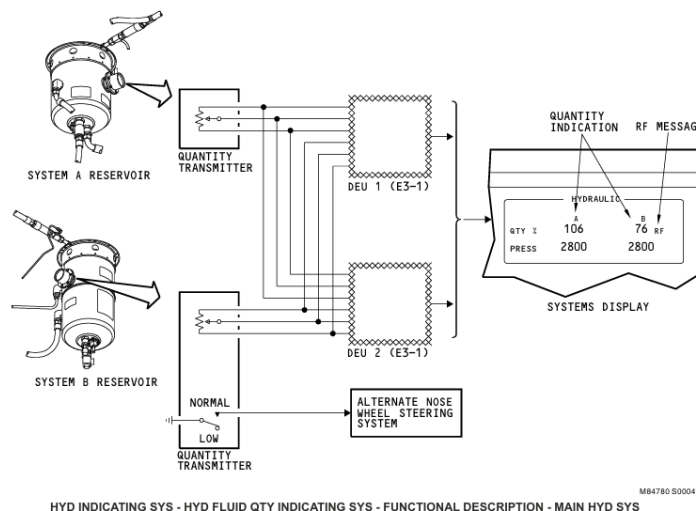 SYSTEM A RESERVOIR
QUANTITY
TRANSMITTER
DEU 1 (E3-1)
QUANTITY
INDICATION
RF MESSAG
HYDRAULIC
A B
QTY % 106 76 RF
PRESS 2800 2800
SYSTEMS DISPLAY
SYSTEM B RESERVOIR
DEU 2 (E3-1)
NORMAL
LOW
QUANTITY
TRANSMITTER
ALTERNATE NOSE
WHEEL STEERING
SYSTEM
M84780 S0004
HYD INDICATING SYS - HYD FLUID QTY INDICATING SYS - FUNCTIONAL DESCRIPTION - MAIN HYD SYS